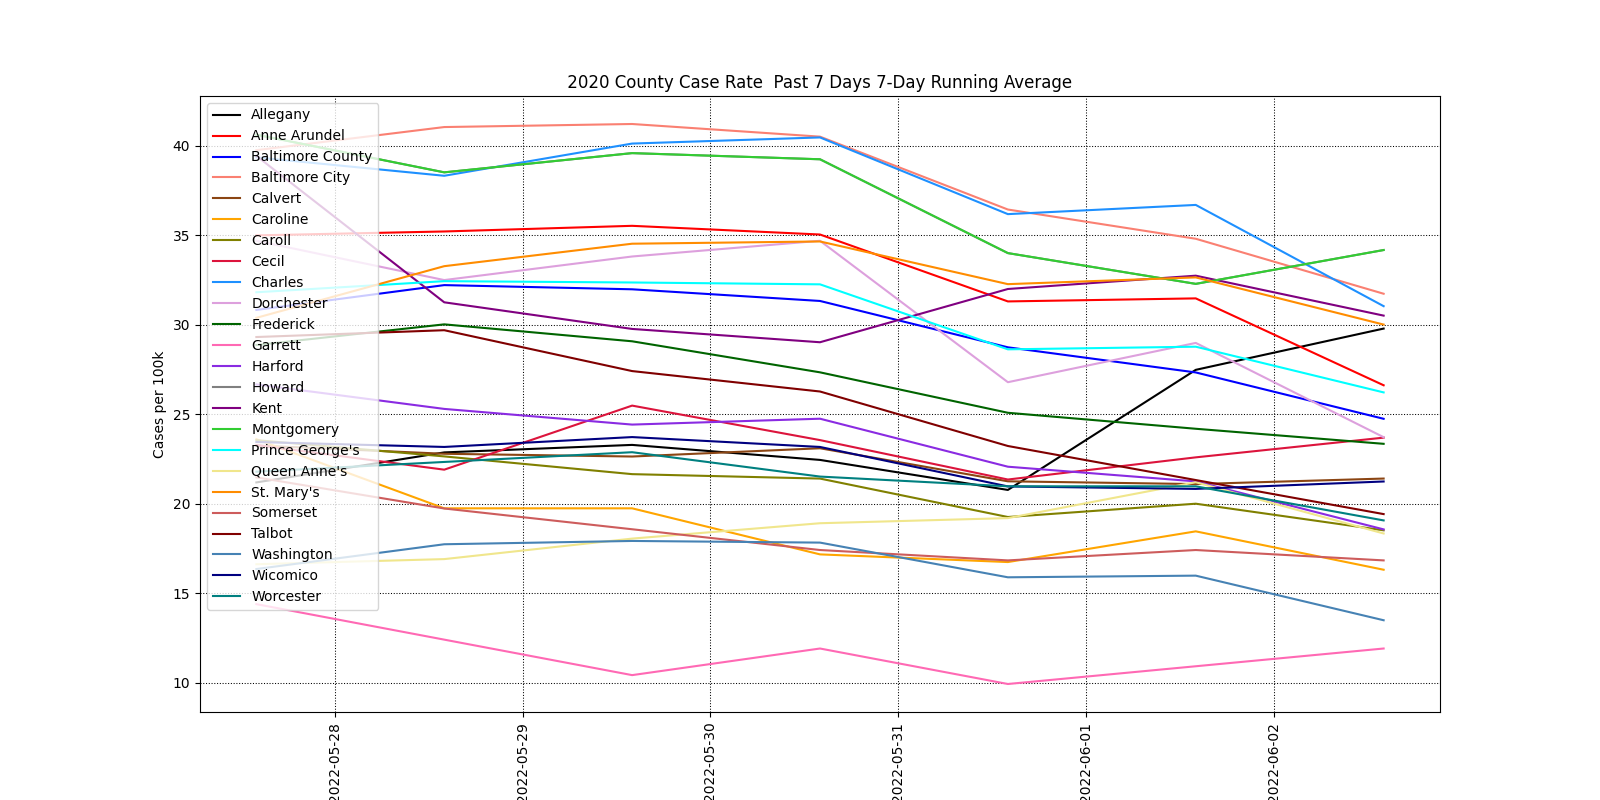 2020 County Case Rate  Past 7 Days 7-Day Running Average
Allegany
Anne Arundel
Baltimore County
Baltimore City
Calvert
Caroline
Caroll
Cecil
Charles
Dorchester
Frederick
Garrett
Harford
Howard
Kent
Montgomery
Prince George's
Queen Anne's
St. Mary's
Somerset
Talbot
Washington
Wicomico
Worcester
Cases per 100k
40
35
30
25
20
15
10
2022-05-28
2022-05-29
2022-05-30
2022-05-31
2022-06-01
2022-06-02